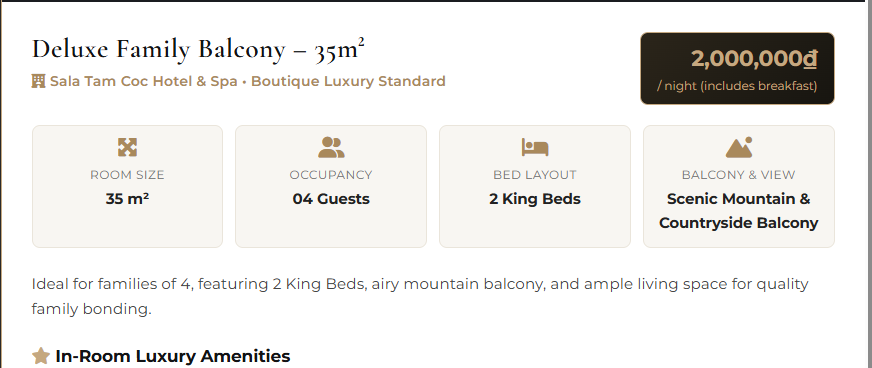 Deluxe Family Balcony – 35m²
Sala Tam Coc Hotel & Spa • Boutique Luxury Standard
2,000,000₫
/ night (includes breakfast)
ROOM SIZE
35 m²
OCCUPANCY
04 Guests
BED LAYOUT
2 King Beds
BALCONY & VIEW
Scenic Mountain &
Countryside Balcony
Ideal for families of 4, featuring 2 King Beds, airy mountain balcony, and ample living space for quality
family bonding.
In-Room Luxury Amenities